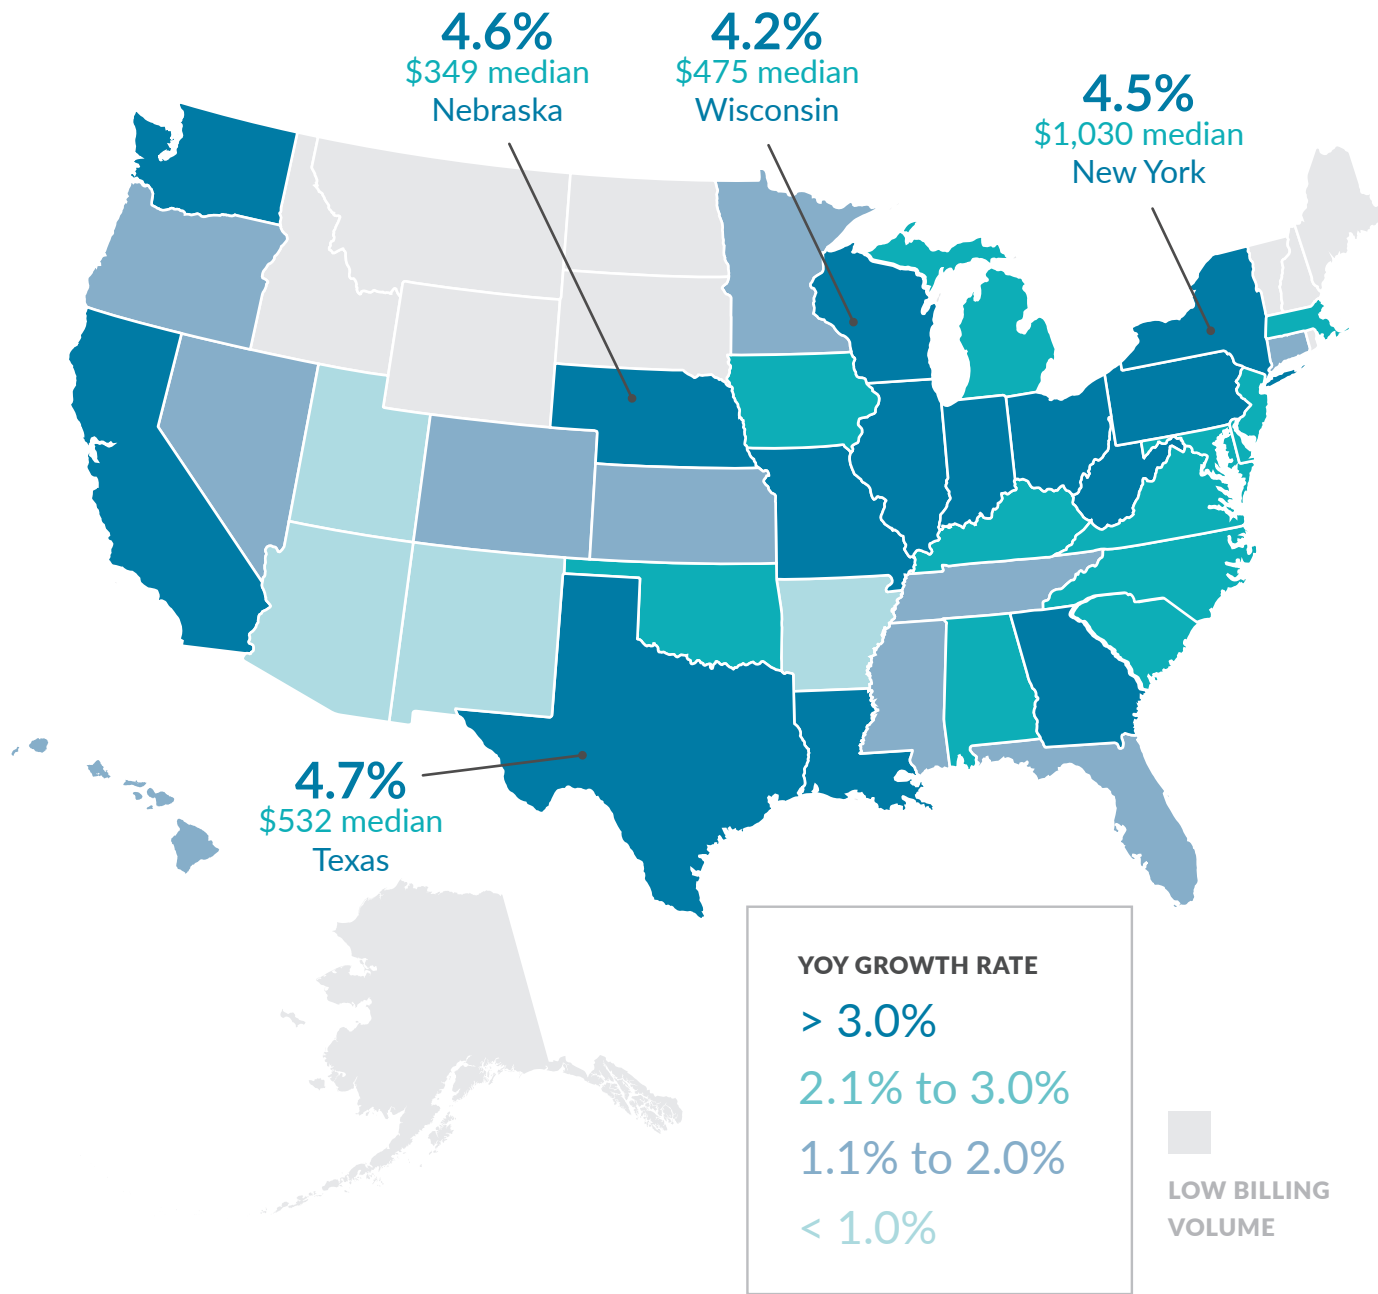 4.6%
$349 median
Nebraska
4.2%
$475 median
Wisconsin
4.5%
$1,030 median
New York
4.7%
$532 median
Texas
YOY GROWTH RATE
> 3.0%
2.1% to 3.0%
1.1% to 2.0%
< 1.0%
LOW BILLING
VOLUME